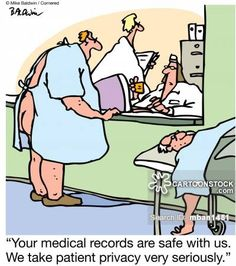 © Mike Baldwin / Cornered
BALDWIN
CARTOONSTOCK
.com
Search ID: mban1481
"Your medical records are safe with us.
We take patient privacy very seriously."